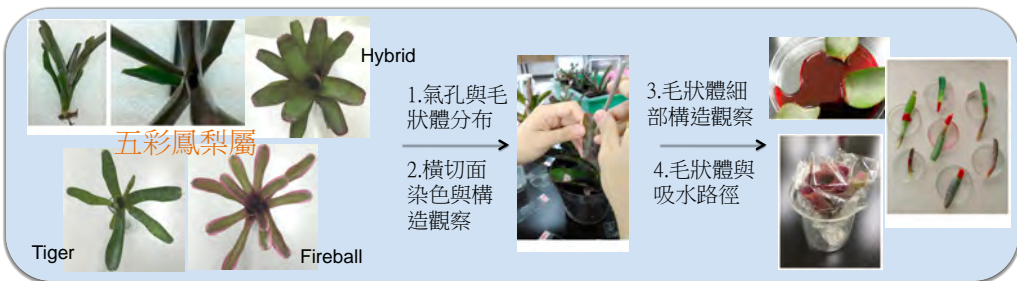 Hybrid
五彩鳳梨屬
Tiger
Fireball
1.氣孔與毛
狀體分布
2.橫切面
染色與構
造觀察
3.毛狀體細
部構造觀察
4.毛狀體與
吸水路徑